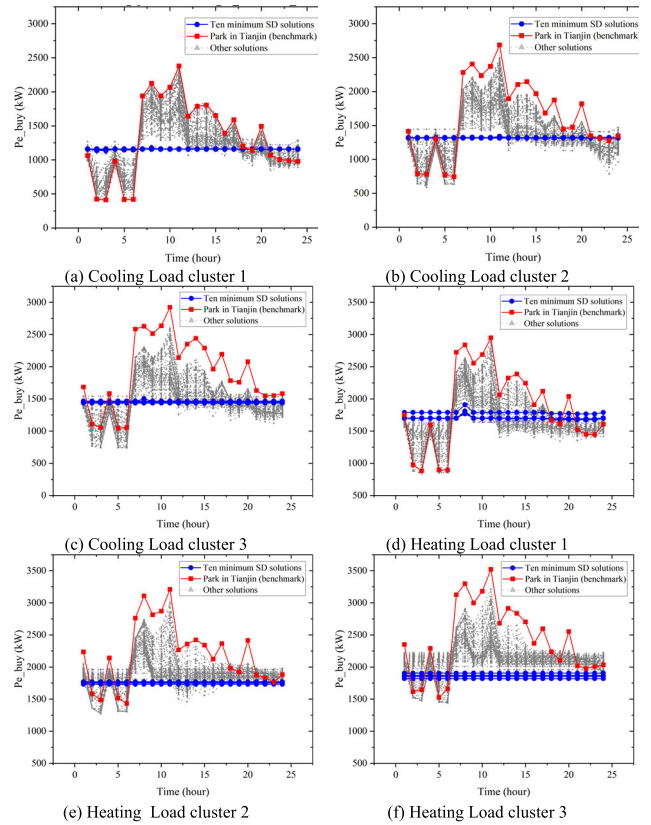 3000
2500
2000
1500
1000
500
0
Pe_buy (kW)
Ten minimum SD solutions
Park in Tianjin (benchmark)
Other solutions
0 5 10 15 20 25
Time (hour)
(a) Cooling Load cluster 1
3000
2500
2000
1500
1000
500
0
Pe_buy (kW)
Ten minimum SD solutions
Park in Tianjin (benchmark)
Other solutions
0 5 10 15 20 25
Time (hour)
(b) Cooling Load cluster 2
3000
2500
2000
1500
1000
500
0
Pe_buy (kW)
Ten minimum SD solutions
Park in Tianjin (benchmark)
Other solutions
0 5 10 15 20 25
Time (hour)
(c) Cooling Load cluster 3
3500
3000
2500
2000
1500
1000
500
Pe_buy (kW)
Ten minimum SD solutions
Park in Tianjin (benchmark)
Other solutions
0 5 10 15 20 25
Time (hour)
(d) Heating Load cluster 1
3500
3000
2500
2000
1500
1000
500
Pe_buy (kW)
Ten minimum SD solutions
Park in Tianjin (benchmark)
Other solutions
0 5 10 15 20 25
Time (hour)
(e) Heating Load cluster 2
3500
3000
2500
2000
1500
1000
500
Pe_buy (kW)
Ten minimum SD solutions
Park in Tianjin (benchmark)
Other solutions
0 5 10 15 20 25
Time (hour)
(f) Heating Load cluster 3